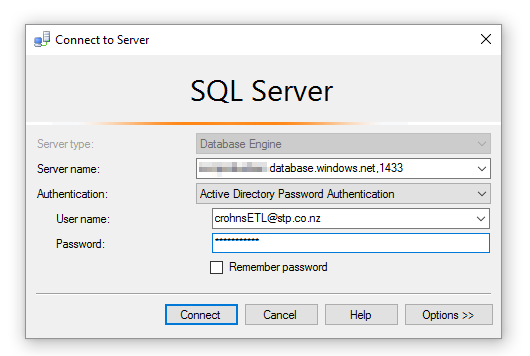 Connect to Server
SQL Server
Server type: Database Engine
Server name: database.windows.net,1433
Authentication: Active Directory Password Authentication
User name: crohnsETL@stp.co.nz
Password: ***********
Remember password
Connect Cancel Help Options >>